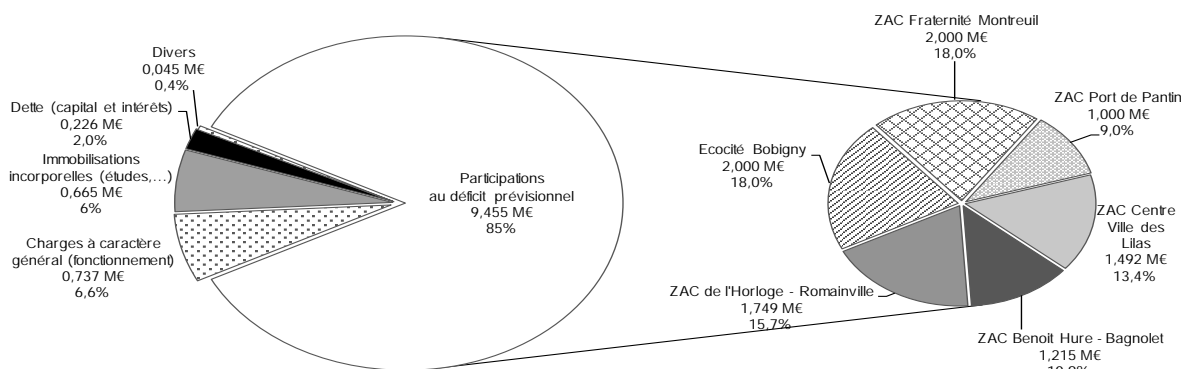 Divers
0,045 M€
0,4%
Dette (capital et intérêts)
0,226 M€
2,0%
Immobilisations
incorporelles (études,…)
0,665 M€
6%
Charges à caractère
général (fonctionnement)
0,737 M€
6,6%
Participations
au déficit prévisionnel
9,455 M€
85%
ZAC Fraternité Montreuil
2,000 M€
18,0%
ZAC Port de Pantin
1,000 M€
9,0%
Ecocité Bobigny
2,000 M€
18,0%
ZAC Centre
Ville des
Lilas
1,492 M€
13,4%
ZAC de l'Horloge - Romainville
1,749 M€
15,7%
ZAC Benoit Hure - Bagnolet
1,215 M€